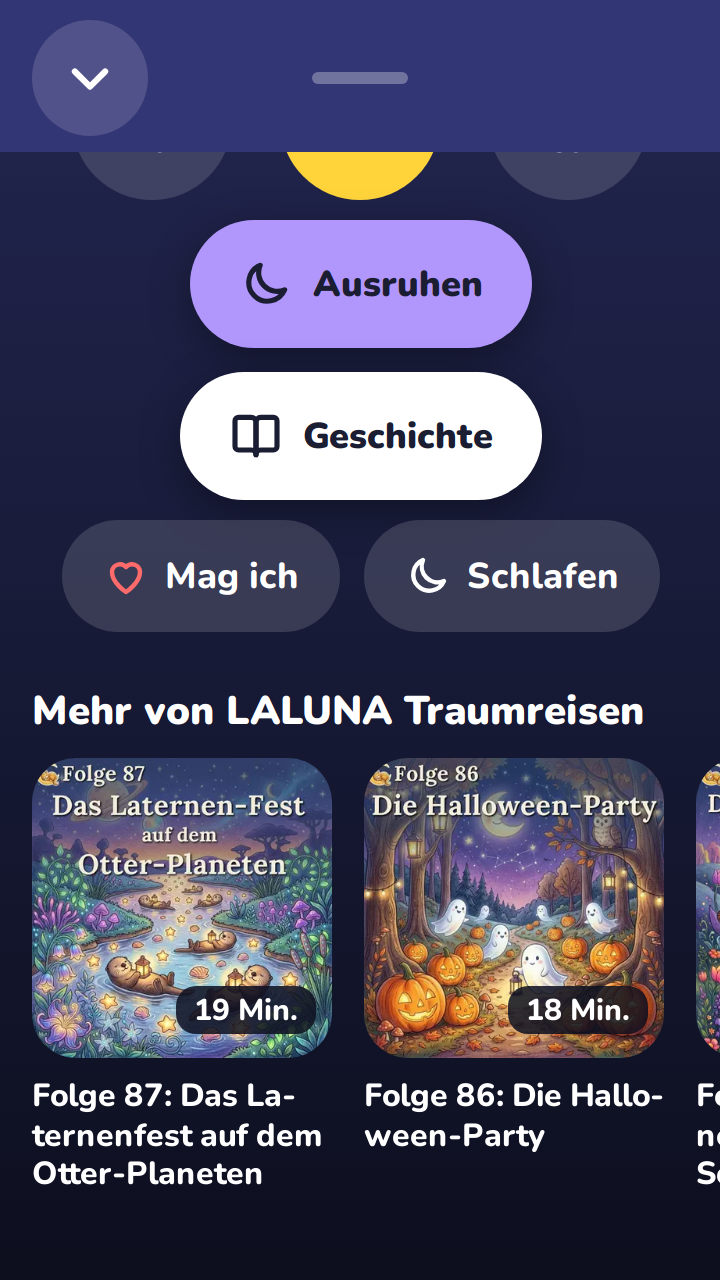 Ausruhen
Geschichte
Mag ich
Schlafen
Mehr von LALUNA Traumreisen
Folge 87
Das Laternen-Fest
auf dem
Otter-Planeten
19 Min.
Folge 86
Die Halloween-Party
18 Min.
Folge 87: Das La-
ternenfest auf dem
Otter-Planeten
Folge 86: Die Hallo-
ween-Party